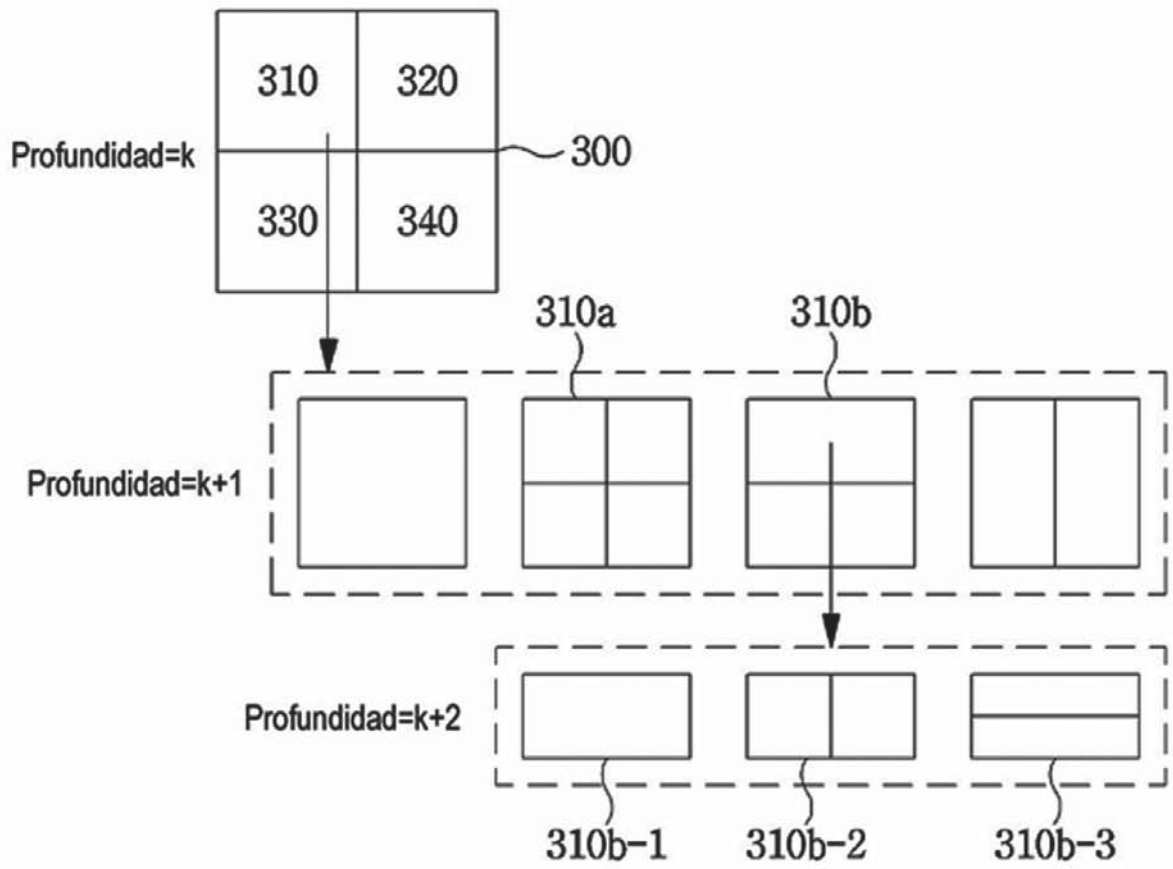 310 320
Profundidad=k 300
330 340
310a 310b
Profundidad=k+1
Profundidad=k+2
310b-1 310b-2 310b-3